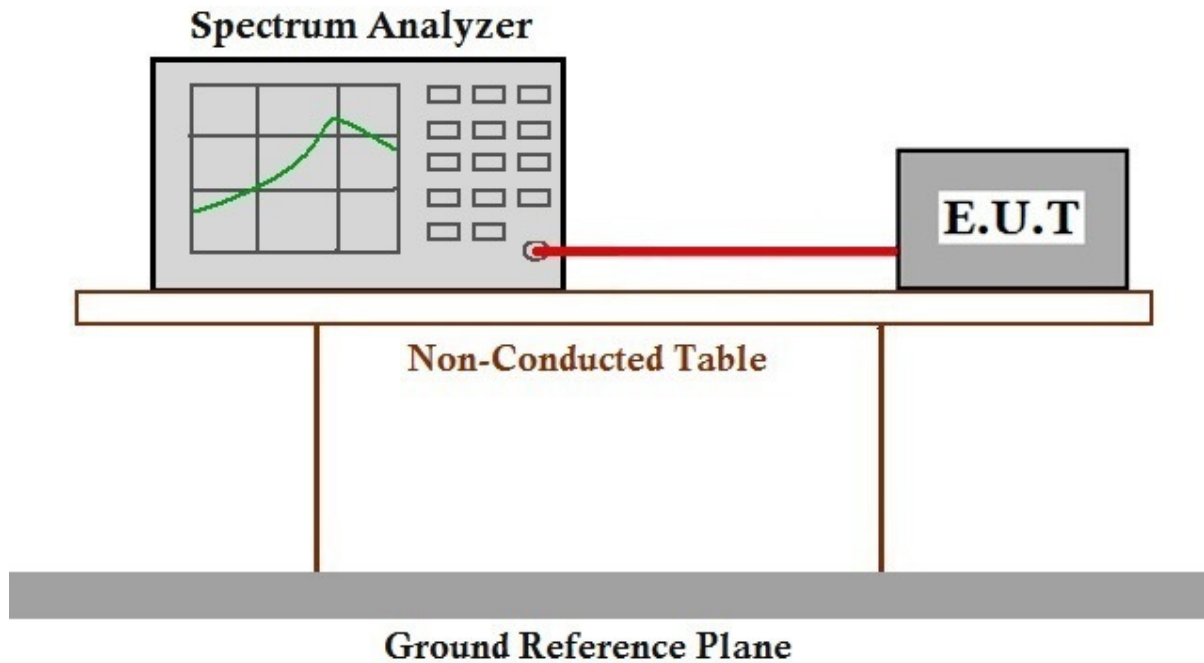 Spectrum Analyzer
E.U.T
Non-Conducted Table
Ground Reference Plane